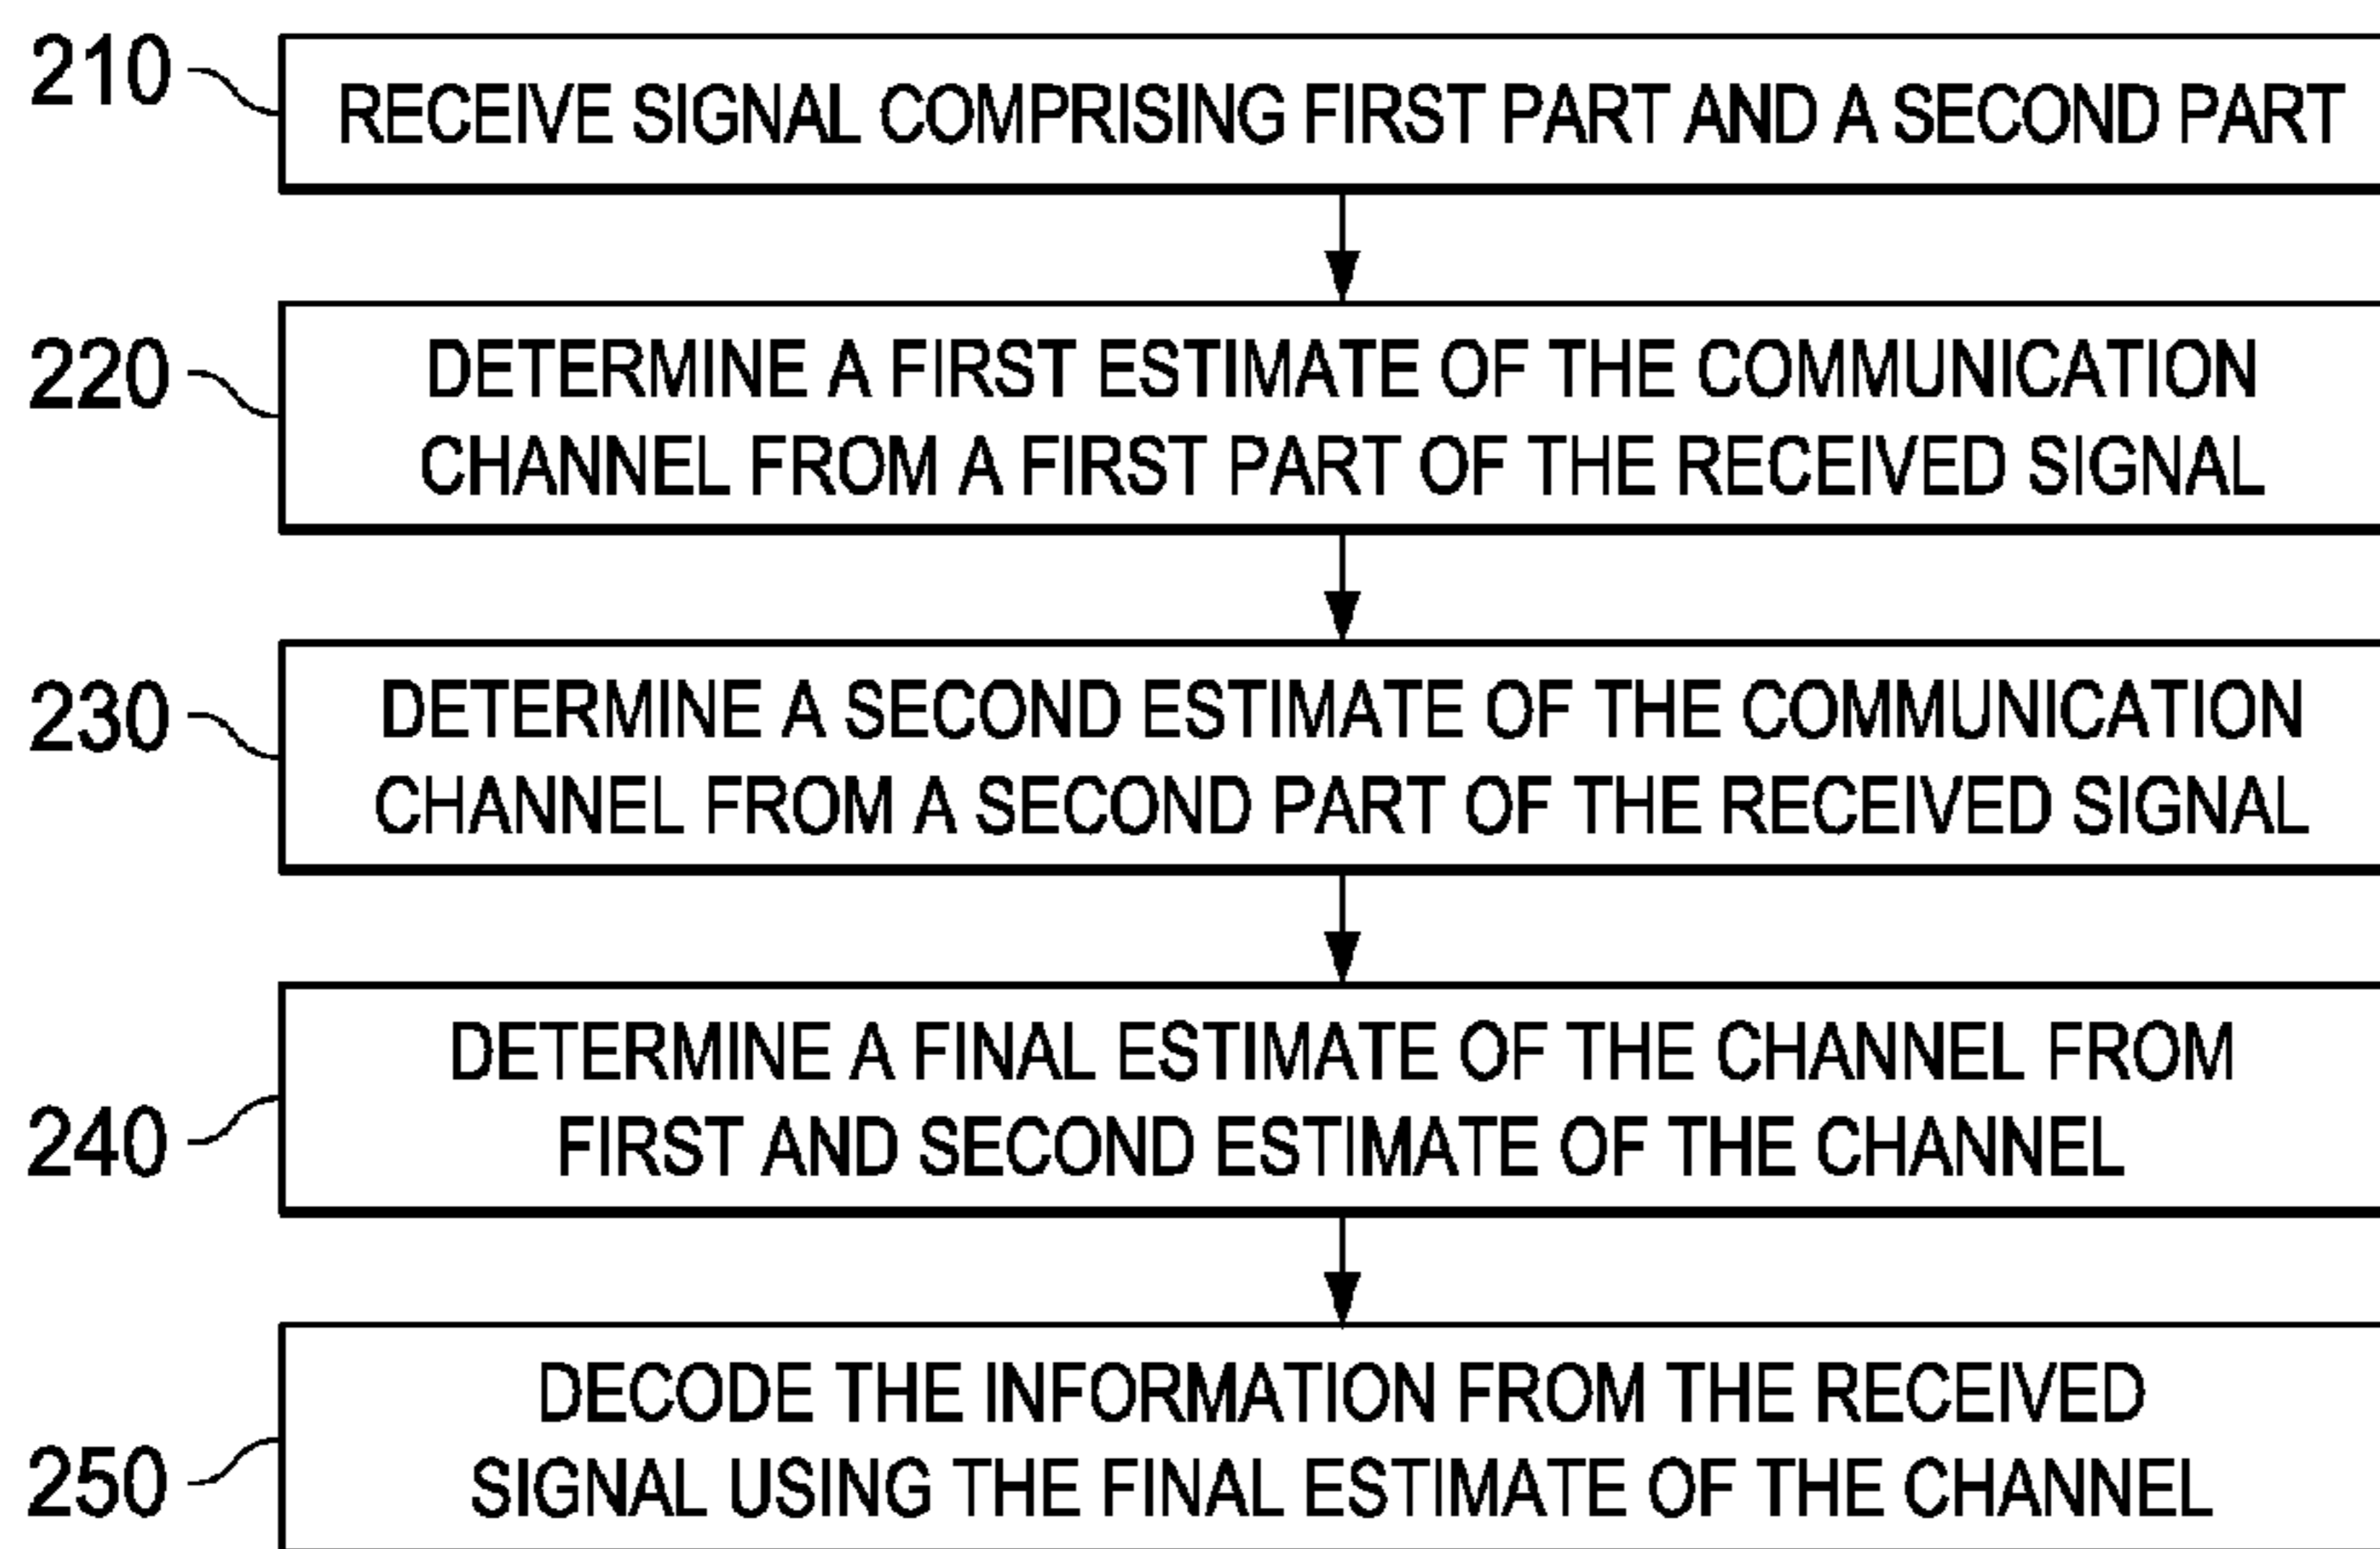 210
RECEIVE SIGNAL COMPRISING FIRST PART AND A SECOND PART
220
DETERMINE A FIRST ESTIMATE OF THE COMMUNICATION
CHANNEL FROM A FIRST PART OF THE RECEIVED SIGNAL
230
DETERMINE A SECOND ESTIMATE OF THE COMMUNICATION
CHANNEL FROM A SECOND PART OF THE RECEIVED SIGNAL
240
DETERMINE A FINAL ESTIMATE OF THE CHANNEL FROM
FIRST AND SECOND ESTIMATE OF THE CHANNEL
250
DECODE THE INFORMATION FROM THE RECEIVED
SIGNAL USING THE FINAL ESTIMATE OF THE CHANNEL